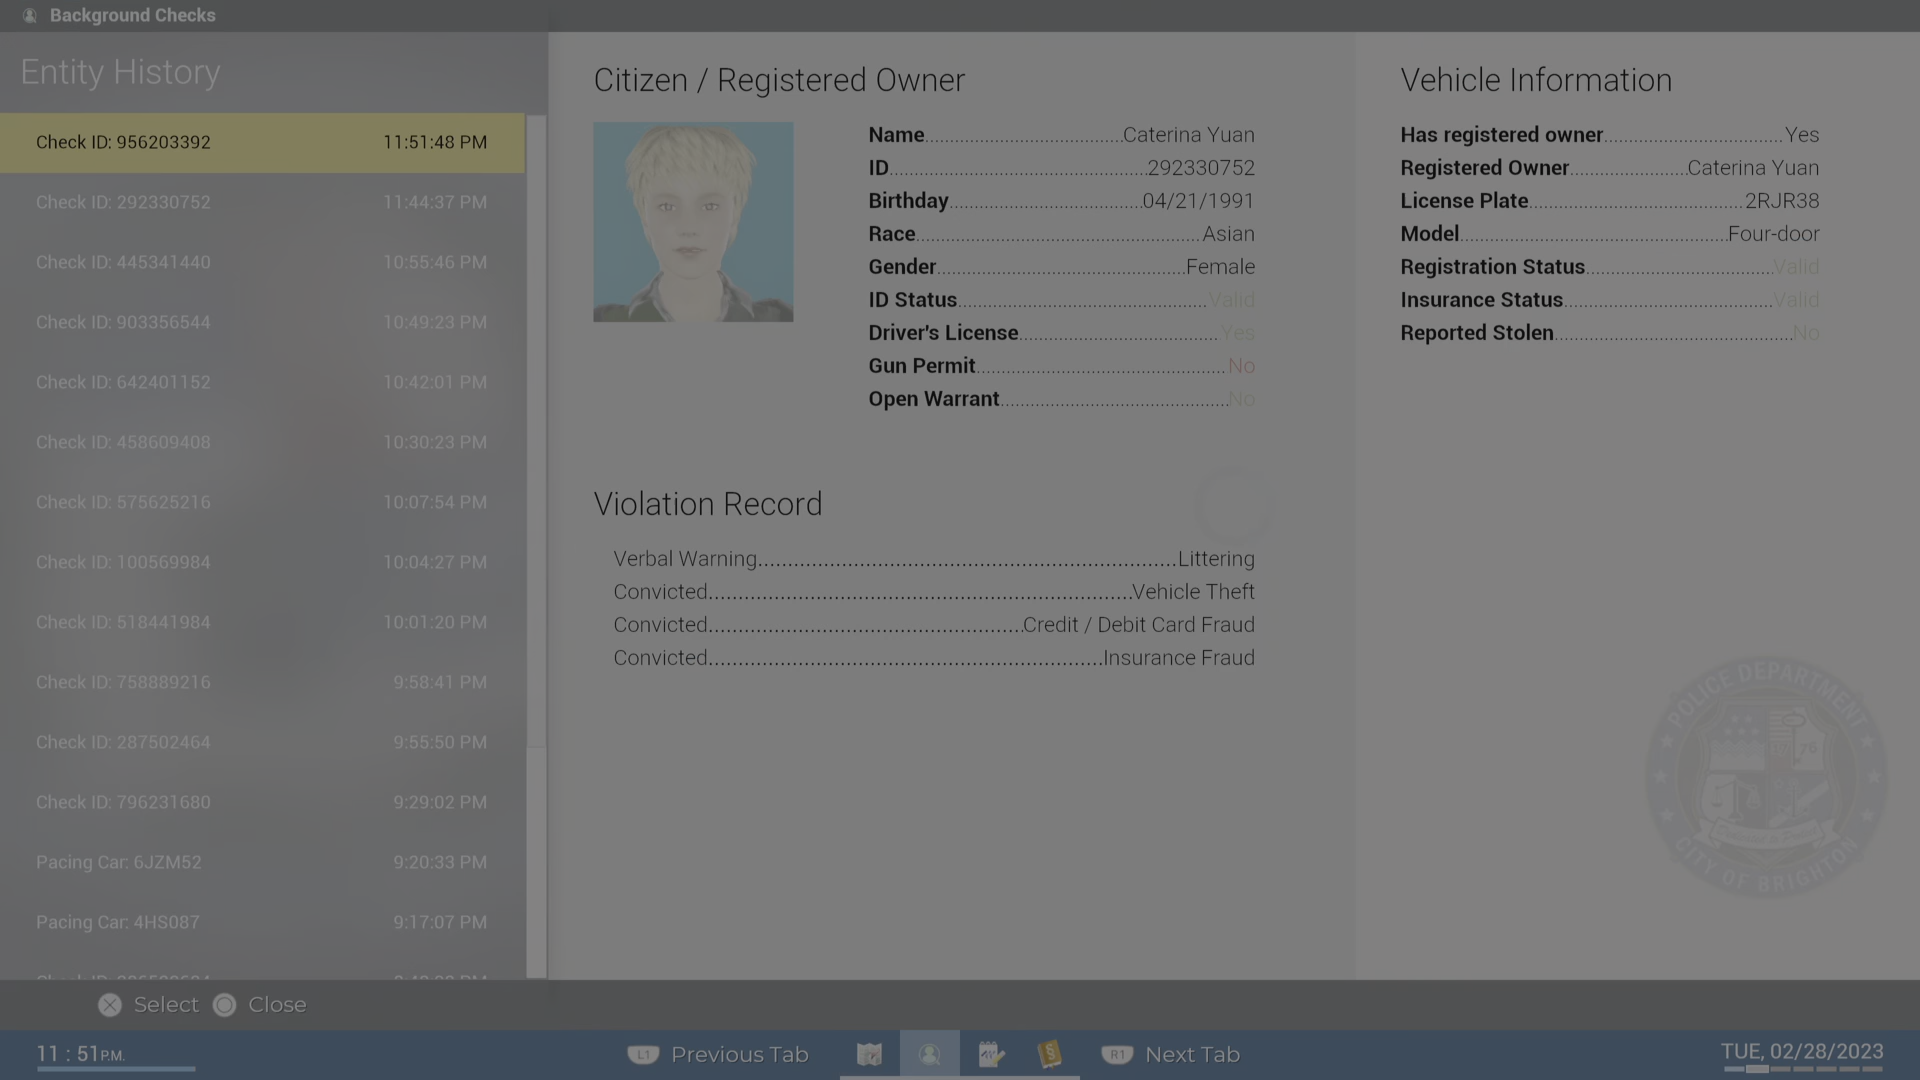 Background Checks
Entity History
Check ID: 956203392 11:51:48 PM
Check ID: 292330752 11:44:37 PM
Check ID: 445341440 10:55:46 PM
Check ID: 903356544 10:49:23 PM
Check ID: 642401152 10:42:01 PM
Check ID: 458609408 10:30:23 PM
Check ID: 575625216 10:07:54 PM
Check ID: 100569984 10:04:27 PM
Check ID: 518441984 10:01:20 PM
Check ID: 758889216 9:58:41 PM
Check ID: 287502464 9:55:50 PM
Check ID: 796231680 9:29:02 PM
Pacing Car: 6JZM52 9:20:33 PM
Pacing Car: 4HS087 9:17:07 PM
Citizen / Registered Owner
Name Caterina Yuan
ID 292330752
Birthday 04/21/1991
Race Asian
Gender Female
ID Status Valid
Driver's License Yes
Gun Permit No
Open Warrant No
Violation Record
Verbal Warning Littering
Convicted Vehicle Theft
Convicted Credit / Debit Card Fraud
Convicted Insurance Fraud
Vehicle Information
Has registered owner Yes
Registered Owner Caterina Yuan
License Plate 2RJR38
Model Four-door
Registration Status Valid
Insurance Status Valid
Reported Stolen No
POLICE DEPARTMENT
1776
CITY OF BRIGHTON
Select Close
11 : 51 P.M.
L1 Previous Tab
R1 Next Tab
TUE, 02/28/2023